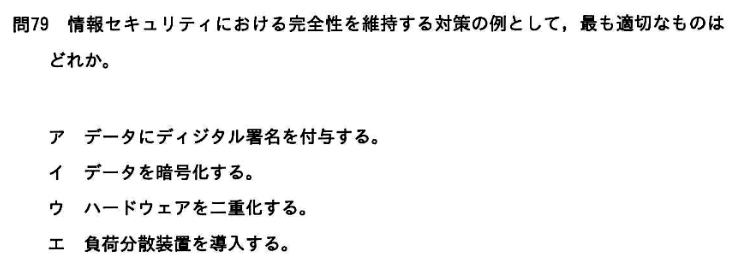 問79　情報セキュリティにおける完全性を維持する対策の例として，最も適切なものは
どれか。
ア　データにディジタル署名を付与する。
イ　データを暗号化する。
ウ　ハードウェアを二重化する。
エ　負荷分散装置を導入する。